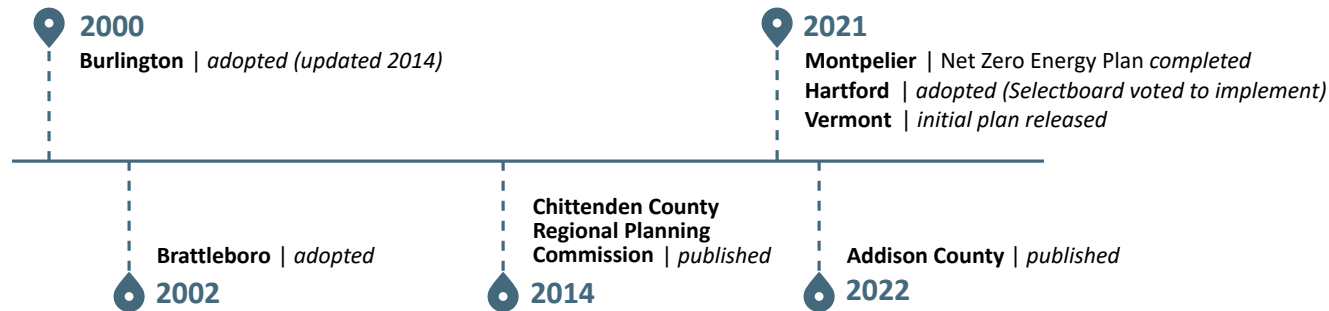 2000
Burlington | adopted (updated 2014)
2021
Montpelier | Net Zero Energy Plan completed
Hartford | adopted (Selectboard voted to implement)
Vermont | initial plan released
Brattleboro | adopted
2002
Chittenden County
Regional Planning
Commission | published
2014
Addison County | published
2022